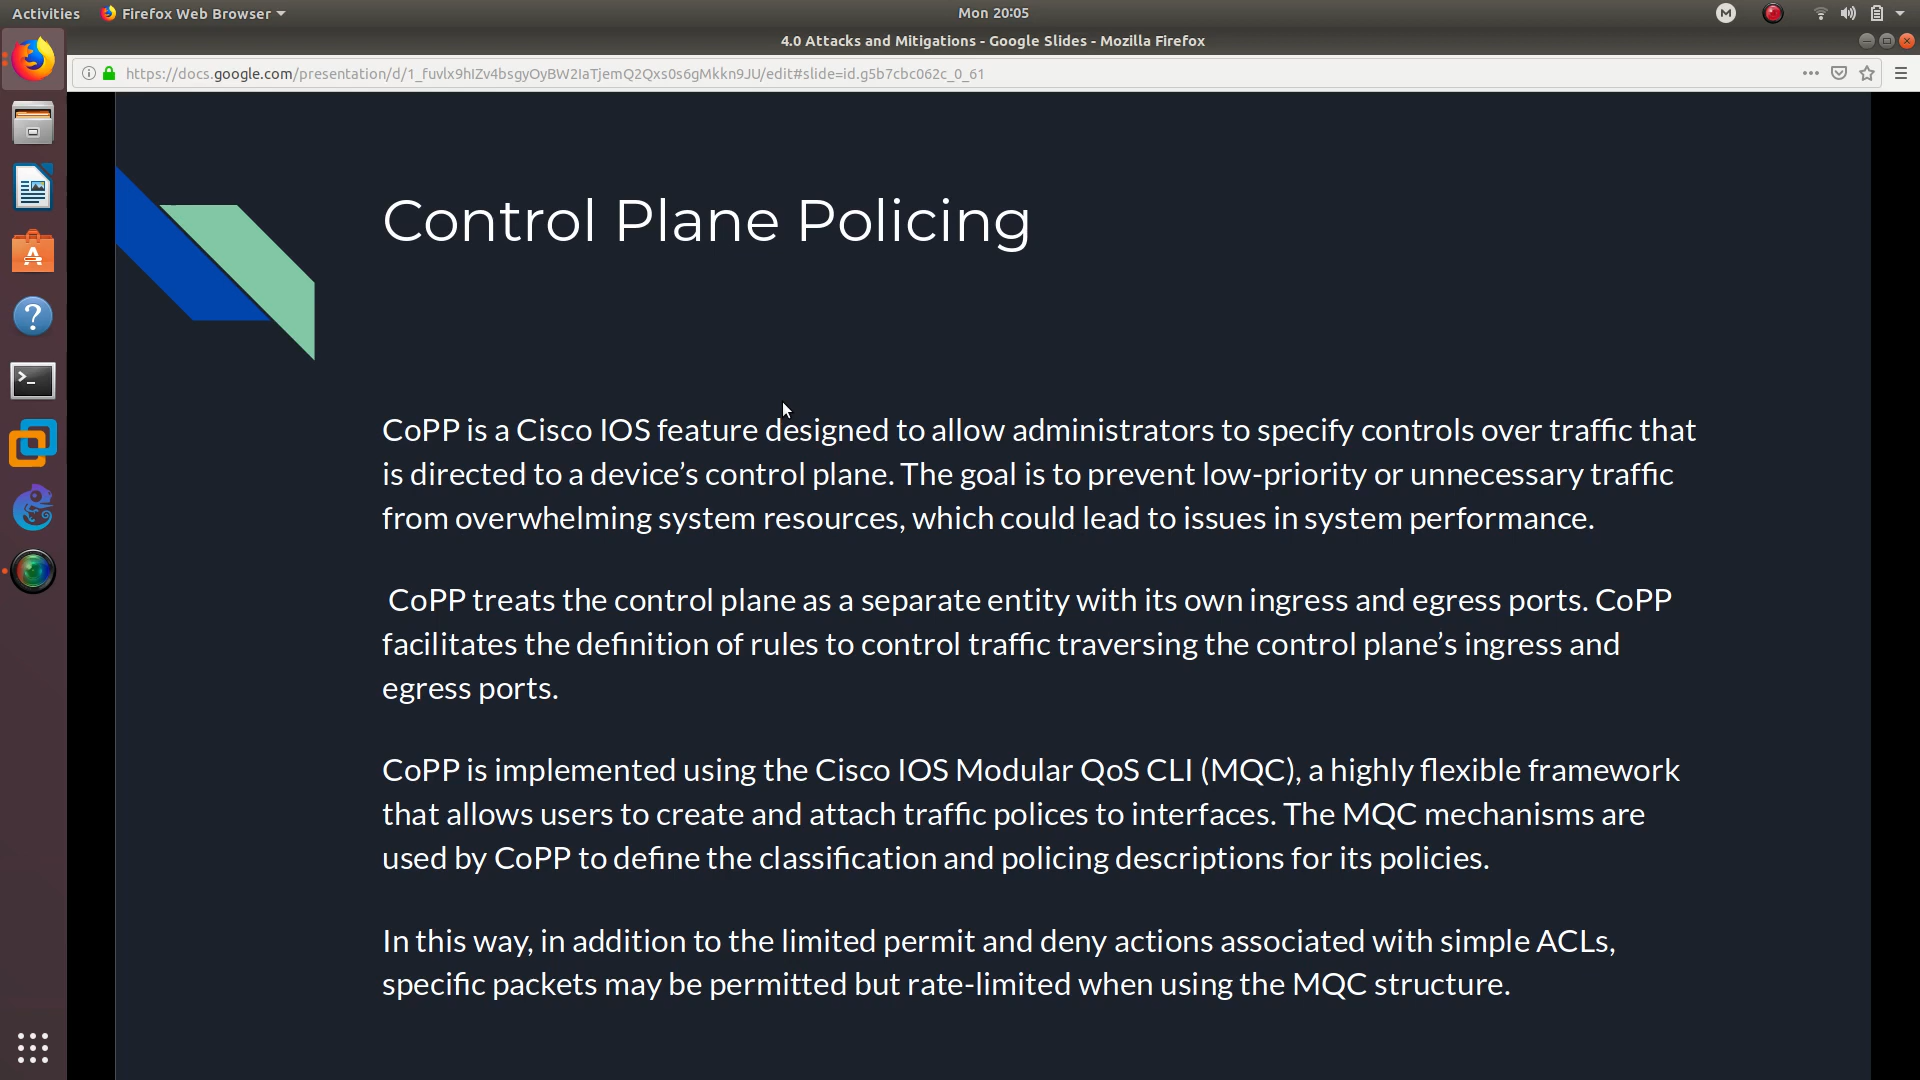 Activities
Firefox Web Browser
Mon 20:05
4.0 Attacks and Mitigations - Google Slides - Mozilla Firefox
https://docs.google.com/presentation/d/1_fuvlx9hIZv4bsgyOyBW2IaTjemQ2Qxs0s6gMkkn9JU/edit#slide=id.g5b7cbc062c_0_61
Control Plane Policing
CoPP is a Cisco IOS feature designed to allow administrators to specify controls over traffic that
is directed to a device’s control plane. The goal is to prevent low-priority or unnecessary traffic
from overwhelming system resources, which could lead to issues in system performance.
CoPP treats the control plane as a separate entity with its own ingress and egress ports. CoPP
facilitates the definition of rules to control traffic traversing the control plane’s ingress and
egress ports.
CoPP is implemented using the Cisco IOS Modular QoS CLI (MQC), a highly flexible framework
that allows users to create and attach traffic polices to interfaces. The MQC mechanisms are
used by CoPP to define the classification and policing descriptions for its policies.
In this way, in addition to the limited permit and deny actions associated with simple ACLs,
specific packets may be permitted but rate-limited when using the MQC structure.